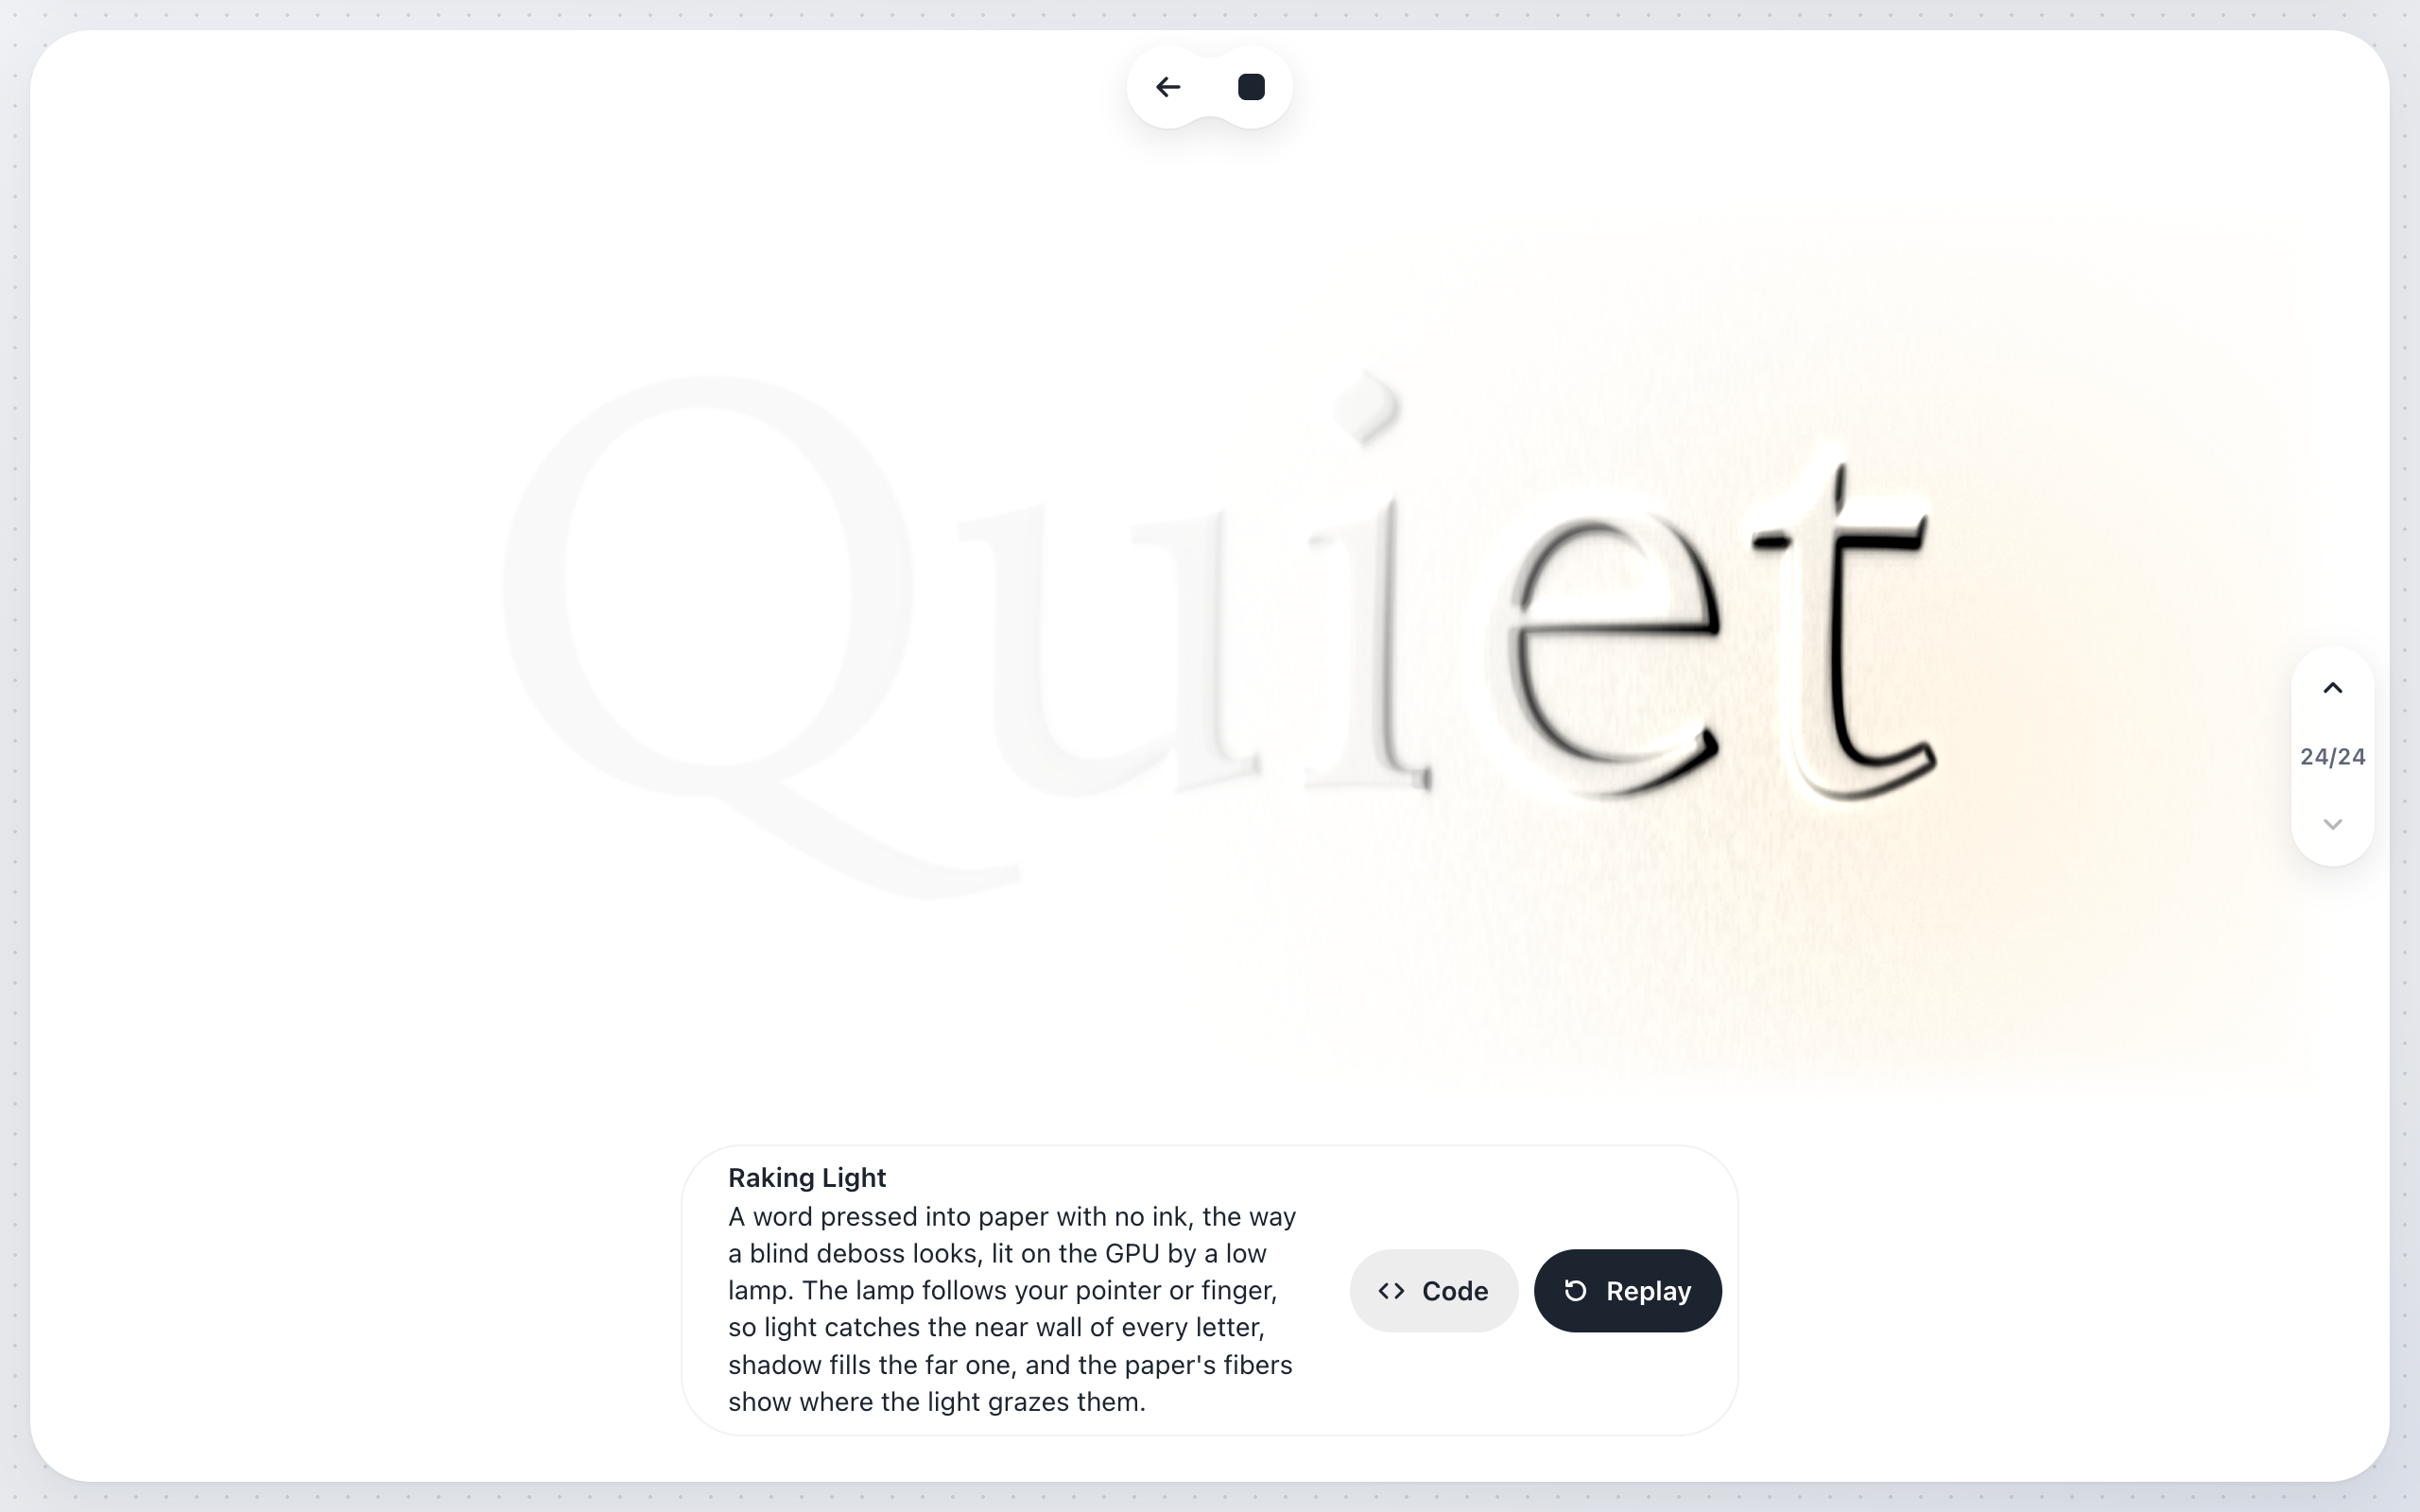 Quiet
24/24
Raking Light
A word pressed into paper with no ink, the way
a blind deboss looks, lit on the GPU by a low
lamp. The lamp follows your pointer or finger,
so light catches the near wall of every letter,
shadow fills the far one, and the paper's fibers
show where the light grazes them.
Code
Replay